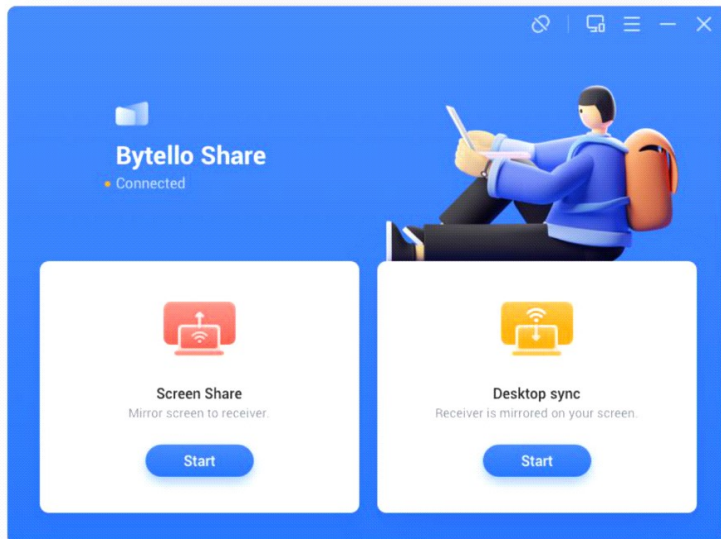 Bytello Share
Connected
Screen Share
Mirror screen to receiver.
Start
Desktop sync
Receiver is mirrored on your screen.
Start